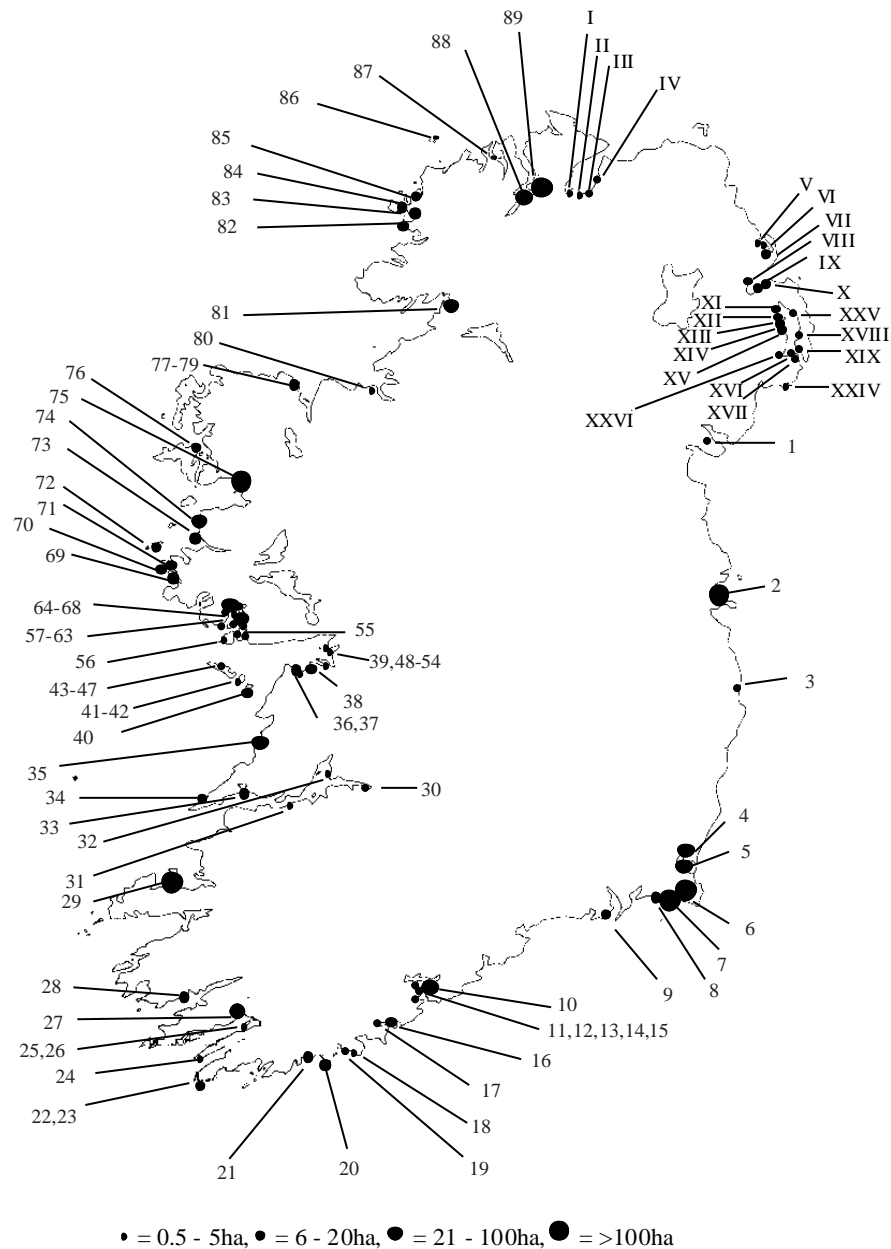 89
I
88
II
III
87
IV
86
85
84
V
83
VI
VII
82
VIII
IX
X
81
XI
XXV
XII
XVIII
XIII
XIX
XIV
80
XV
77-79
XVI
XXIV
76
XXVI
XVII
75
74
1
73
72
71
70
69
2
64-68
57-63
55
56
39,48-54
43-47
38
3
41-42
36,37
40
35
34
30
33
32
4
5
31
29
6
7
9
8
28
10
27
11,12,13,14,15
25,26
16
24
17
22,23
18
21
20
19
= 0.5 - 5ha, = 6 - 20ha, = 21 - 100ha, = >100ha